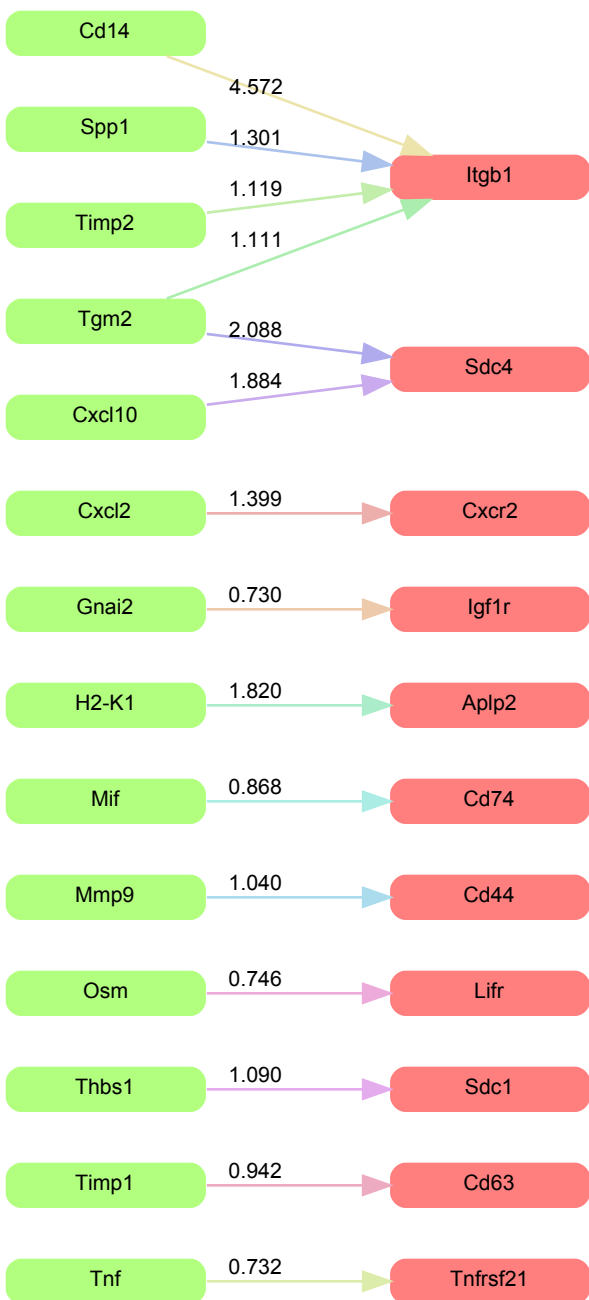 Cd14
4.572
Spp1
1.301
Itgb1
Timp2
1.119
1.111
Tgm2
2.088
Sdc4
Cxcl10
1.884
Cxcl2
1.399
Cxcr2
Gnai2
0.730
Igf1r
H2-K1
1.820
Aplp2
Mif
0.868
Cd74
Mmp9
1.040
Cd44
Osm
0.746
Lifr
Thbs1
1.090
Sdc1
Timp1
0.942
Cd63
Tnf
0.732
Tnfrsf21